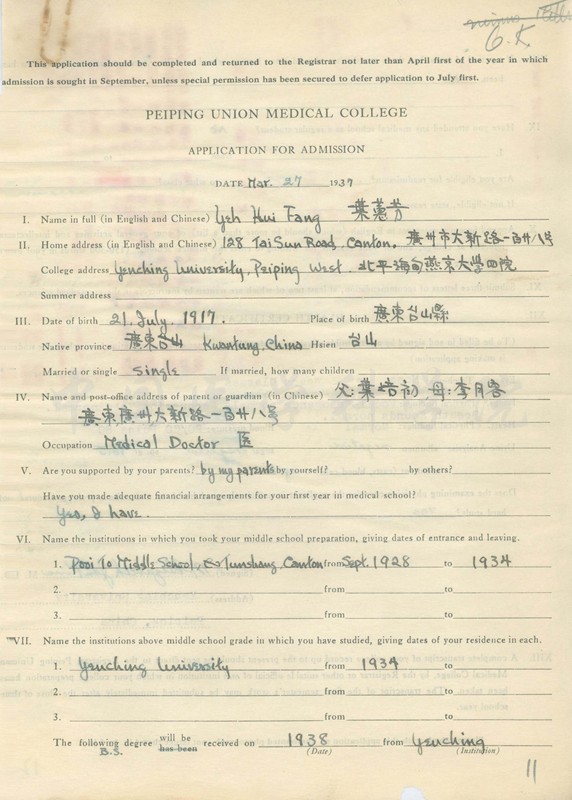 O.K.
This application should be completed and returned to the Registrar not later than April first of the year in which
admission is sought in September, unless special permission has been secured to defer application to July first.
PEIPING UNION MEDICAL COLLEGE
APPLICATION FOR ADMISSION
DATE Mar. 27 1937
I. Name in full (in English and Chinese) Yeh Hui Fang 葉蕙芳
II. Home address (in English and Chinese) 128 Tai Sun Road, Canton. 廣州市大新路一百廿八号
College address Yenching University, Peiping West. 北平海甸燕京大學四院
Summer address
III. Date of birth 21. July. 1917. Place of birth 廣東台山縣
Native province 廣東台山 Kwantung, China Hsien 台山
Married or single single If married, how many children
IV. Name and post-office address of parent or guardian (in Chinese) 父:葉培初, 母:李月容
廣東廣州大新路一百廿八号
Occupation Medical Doctor 医
V. Are you supported by your parents? by my parents by yourself? by others?
Have you made adequate financial arrangements for your first year in medical school?
Yes, I have.
VI. Name the institutions in which you took your middle school preparation, giving dates of entrance and leaving.
1. Pooi To Middle School, Tunshang, Canton from Sept. 1928 to 1934
2. from to
3. from to
VII. Name the institutions above middle school grade in which you have studied, giving dates of your residence in each.
1. Yenching University from 1934 to
2. from to
3. from to
The following degree will be has been received on 1938 from Yenching
B.S. (Date) (Institution)
11